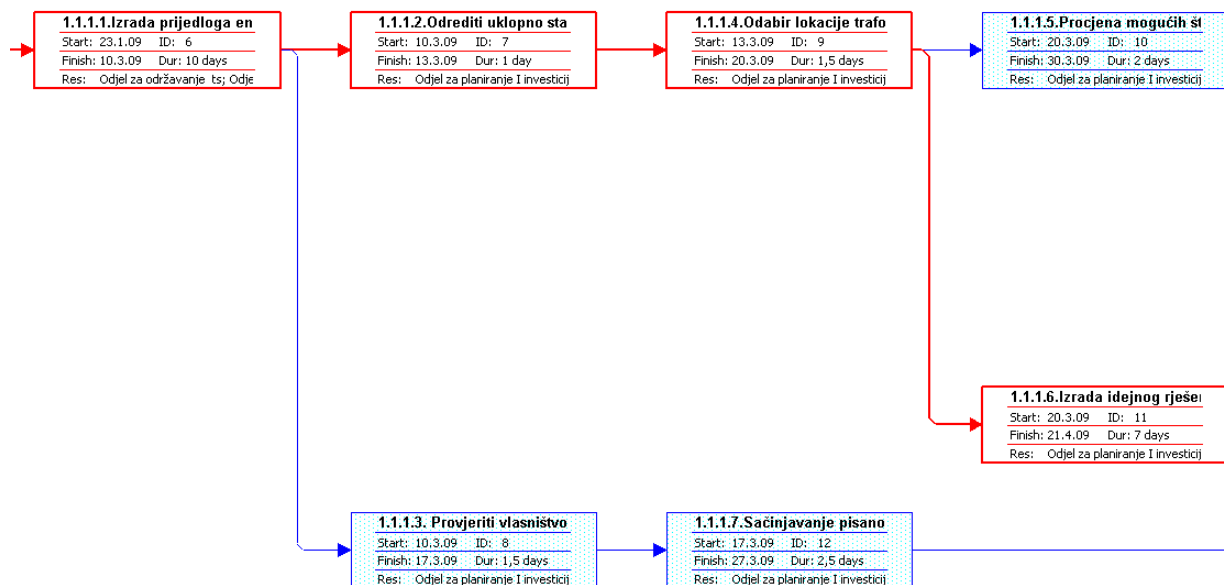 1.1.1.1.Izrada prijedloga en
Start: 23.1.09 ID: 6
Finish: 10.3.09 Dur: 10 days
Res: Odjel za održavanje ts; Odje
1.1.1.2.Odrediti uklopno sta
Start: 10.3.09 ID: 7
Finish: 13.3.09 Dur: 1 day
Res: Odjel za planiranje I investicij
1.1.1.4.Odabir lokacije trafo
Start: 13.3.09 ID: 9
Finish: 20.3.09 Dur: 1,5 days
Res: Odjel za planiranje I investicij
1.1.1.5.Procjena mogućih št
Start: 20.3.09 ID: 10
Finish: 30.3.09 Dur: 2 days
Res: Odjel za planiranje I investicij
1.1.1.6.Izrada idejnog rješei
Start: 20.3.09 ID: 11
Finish: 21.4.09 Dur: 7 days
Res: Odjel za planiranje I investicij
1.1.1.3. Provjeriti vlasništvo
Start: 10.3.09 ID: 8
Finish: 17.3.09 Dur: 1,5 days
Res: Odjel za planiranje I investicij
1.1.1.7.Sačinjavanje pisano
Start: 17.3.09 ID: 12
Finish: 27.3.09 Dur: 2,5 days
Res: Odjel za planiranje I investicij